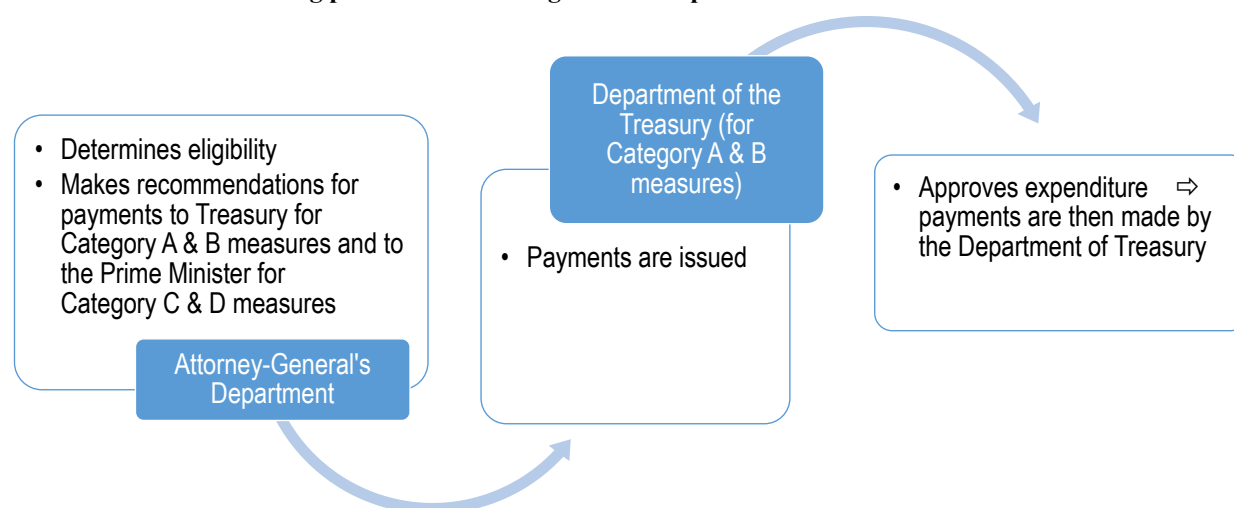 • Determines eligibility
• Makes recommendations for
payments to Treasury for
Category A & B measures and to
the Prime Minister for
Category C & D measures
Attorney-General's
Department
Department of the
Treasury (for
Category A & B
measures)
• Payments are issued
• Approves expenditure ⇨
payments are then made by
the Department of Treasury